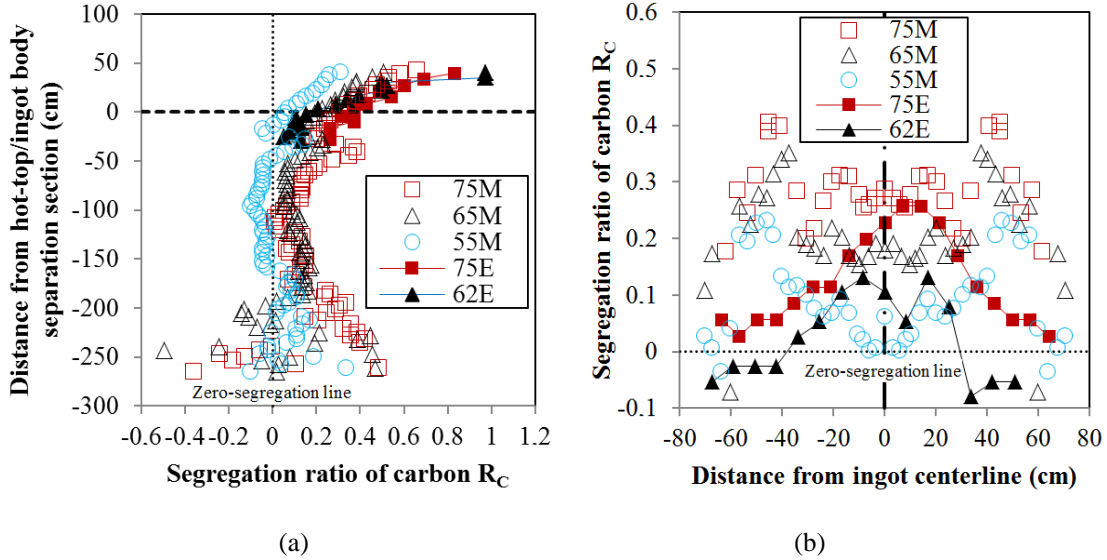 Distance from hot-top/ingot body
separation section (cm)
100
50
0
-50
-100
-150
-200
-250
-300
75M
65M
55M
75E
62E
Zero-segregation line
-0.6 -0.4 -0.2 0 0.2 0.4 0.6 0.8 1 1.2
Segregation ratio of carbon RC
(a)
Segregation ratio of carbon RC
0.6
0.5
0.4
0.3
0.2
0.1
0
-0.1
75M
65M
55M
75E
62E
Zero-segregation line
-80 -60 -40 -20 0 20 40 60 80
Distance from ingot centerline (cm)
(b)